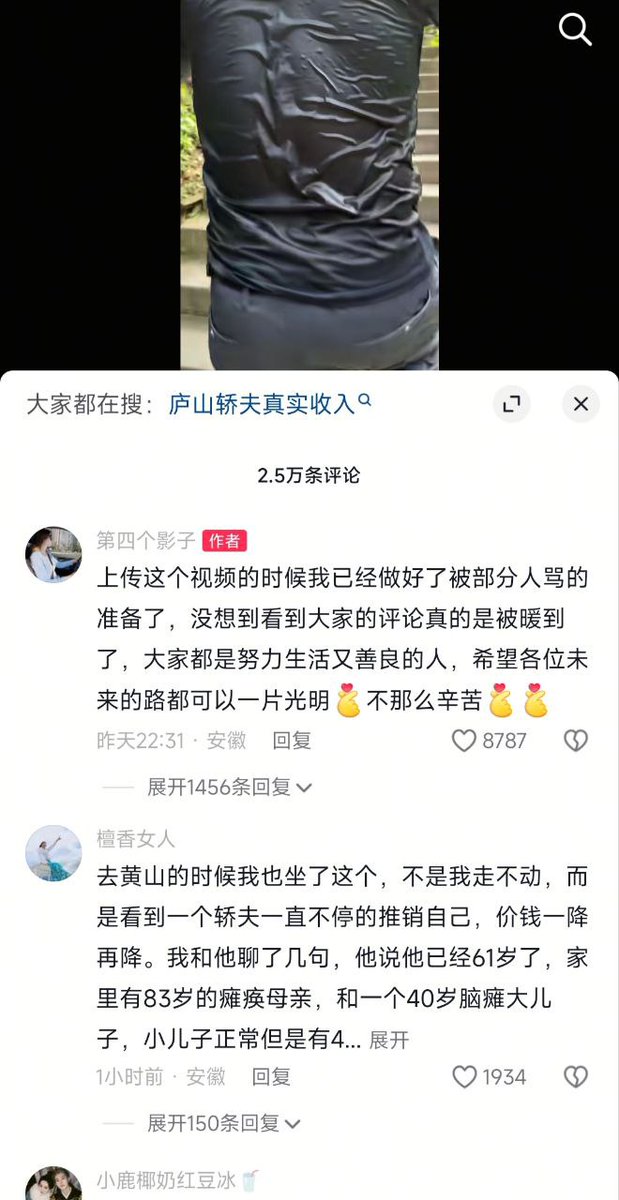 大家都在搜：庐山轿夫真实收入
2.5万条评论
第四个影子 作者
上传这个视频的时候我已经做好了被部分人骂的
准备了，没想到看到大家的评论真的是被暖到
了，大家都是努力生活又善良的人，希望各位未
来的路都可以一片光明🫰不那么辛苦🫰🫰
昨天22:31 · 安徽 回复 8787
展开1456条回复
檀香女人
去黄山的时候我也坐了这个，不是我走不动，而
是看到一个轿夫一直不停的推销自己，价钱一降
再降。我和他聊了几句，他说他已经61岁了，家
里有83岁的瘫痪母亲，和一个40岁脑瘫大儿
子，小儿子正常但是有4... 展开
1小时前 · 安徽 回复 1934
展开150条回复
小鹿椰奶红豆冰🥤